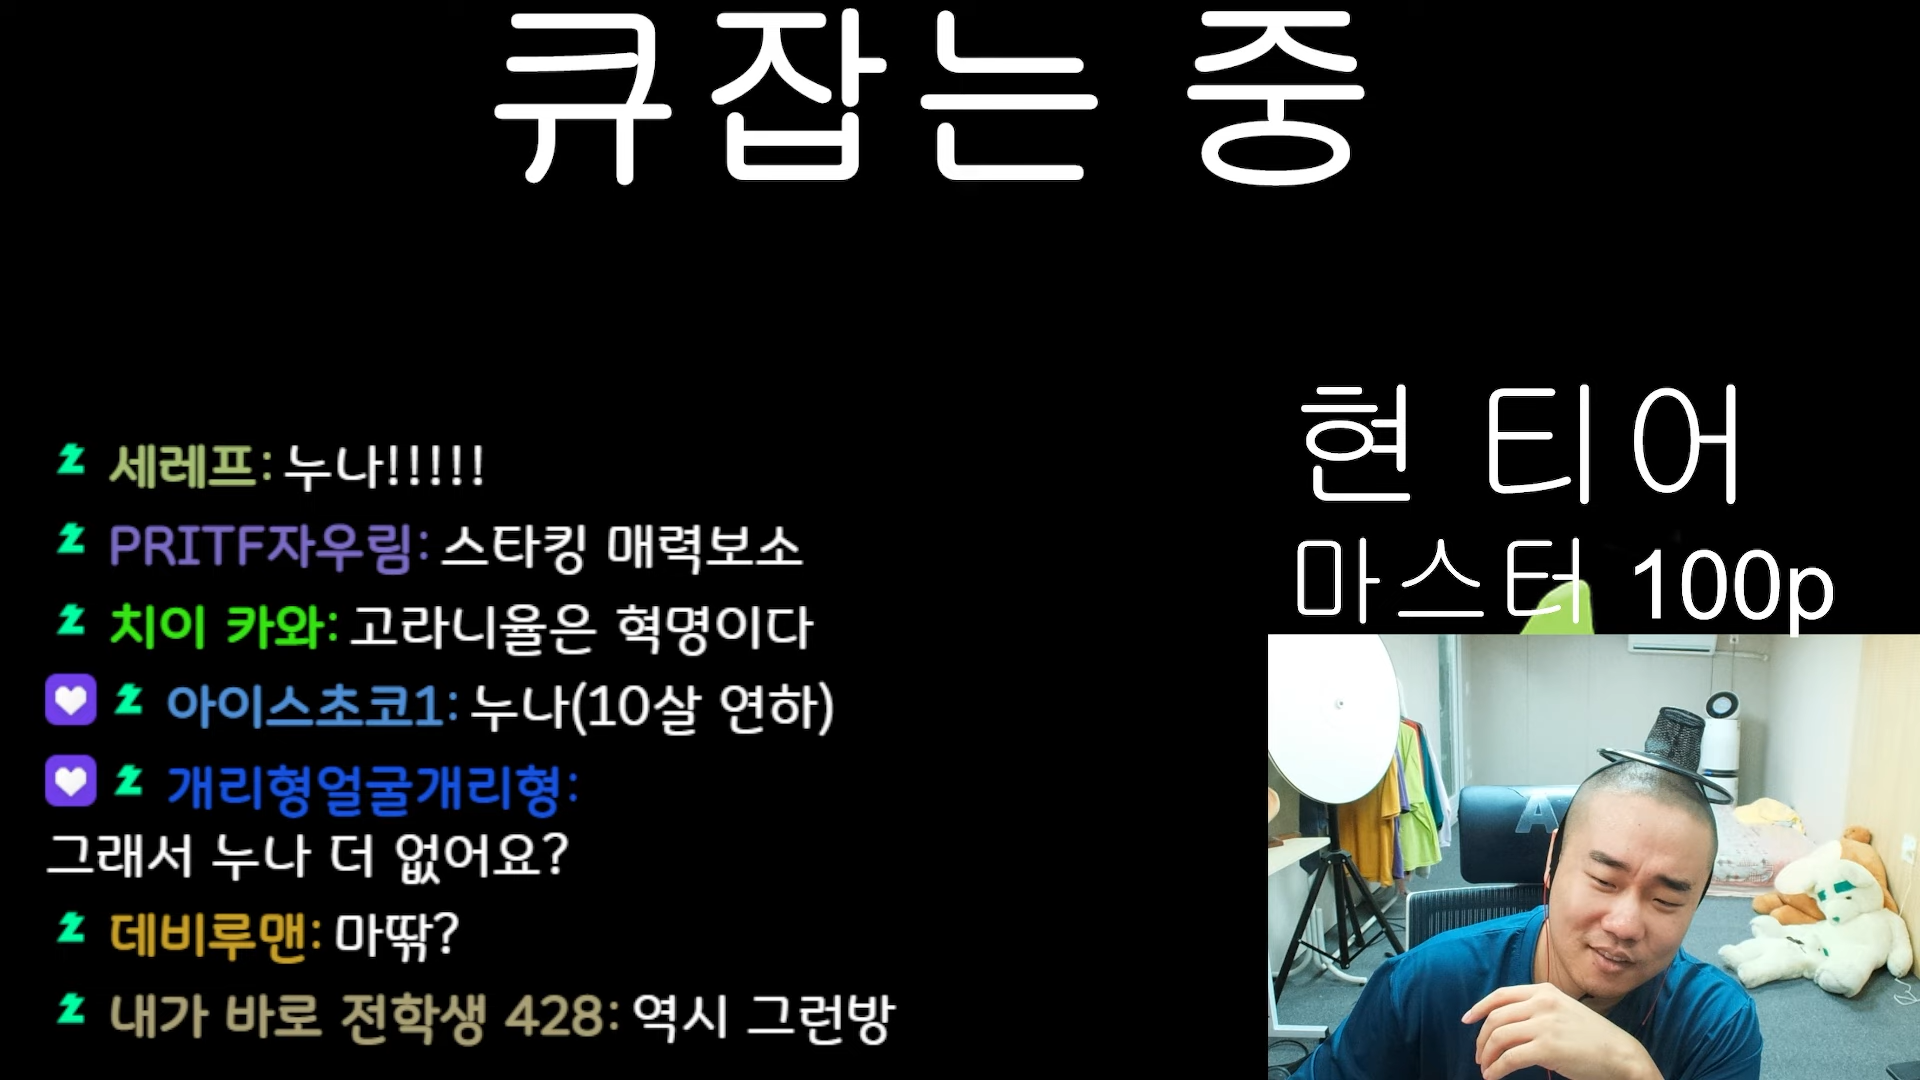 큐잡는 중
현 티어
마스터 100p
세레프: 누나!!!!!
PRITF자우림: 스타킹 매력보소
치이 카와: 고라니율은 혁명이다
아이스초코1: 누나(10살 연하)
개리형얼굴개리형:
그래서 누나 더 없어요?
데비루맨: 마딲?
내가 바로 전학생 428: 역시 그런방